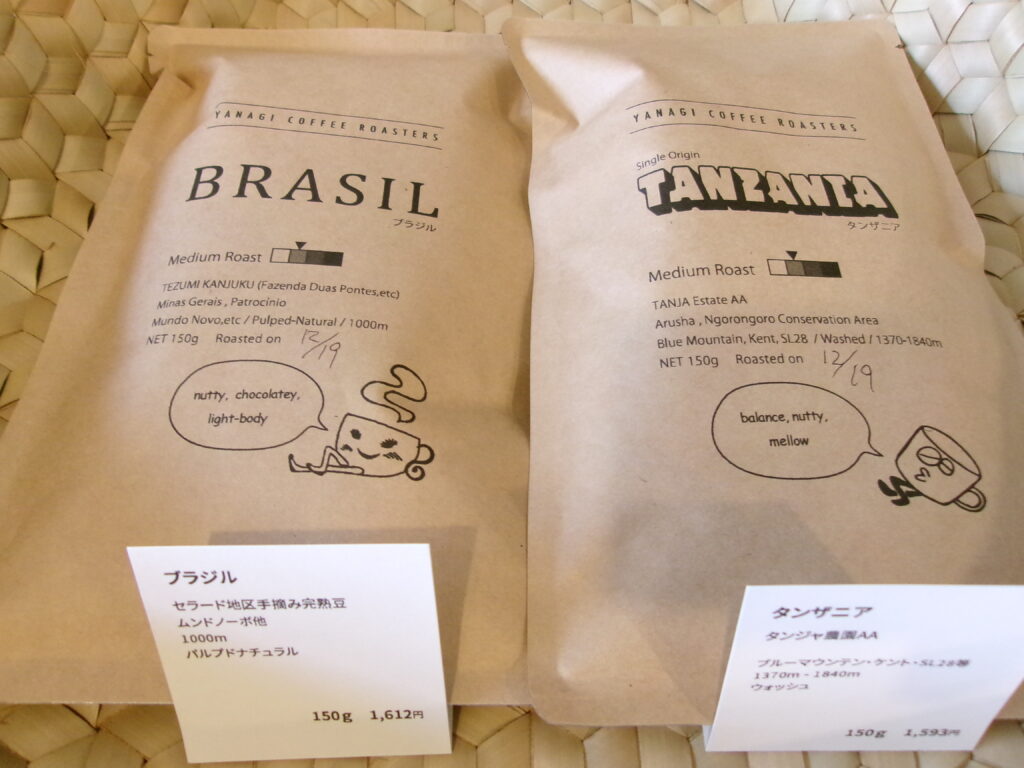 YANAGI COFFEE ROASTERS
BRASIL
ブラジル
Medium Roast
TEZUMI KANJUKU (Fazenda Duas Pontes,etc)
Minas Gerais , Patrocinio
Mundo Novo,etc / Pulped-Natural / 1000m
NET 150g Roasted on 12/19
nutty, chocolatey,
light-body
ブラジル
セラード地区手摘み完熟豆
ムンドノーボ他
1000m
パルプドナチュラル
150g 1,612円
YANAGI COFFEE ROASTERS
Single Origin
TANZANIA
タンザニア
Medium Roast
TANJA Estate AA
Arusha , Ngorongoro Conservation Area
Blue Mountain, Kent, SL28 / Washed / 1370-1840m
NET 150g Roasted on 12/19
balance, nutty,
mellow
タンザニア
タンジャ農園AA
ブルーマウンテン・ケント・SL28等
1370m - 1840m
ウォッシュ
150g 1,593円